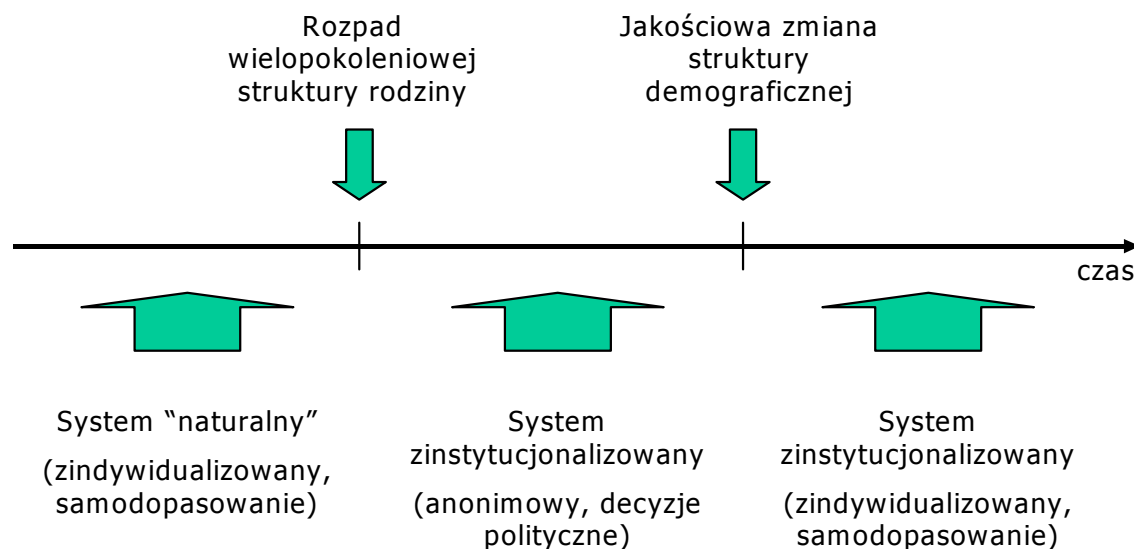 Rozpad
wielopokoleniowej
struktury rodziny
Jakościowa zmiana
struktury
demograficznej
czas
System “naturalny”
(zindywidualizowany,
samodopasowanie)
System
zinstytucjonalizowany
(anonimowy, decyzje
polityczne)
System
zinstytucjonalizowany
(zindywidualizowany,
samodopasowanie)